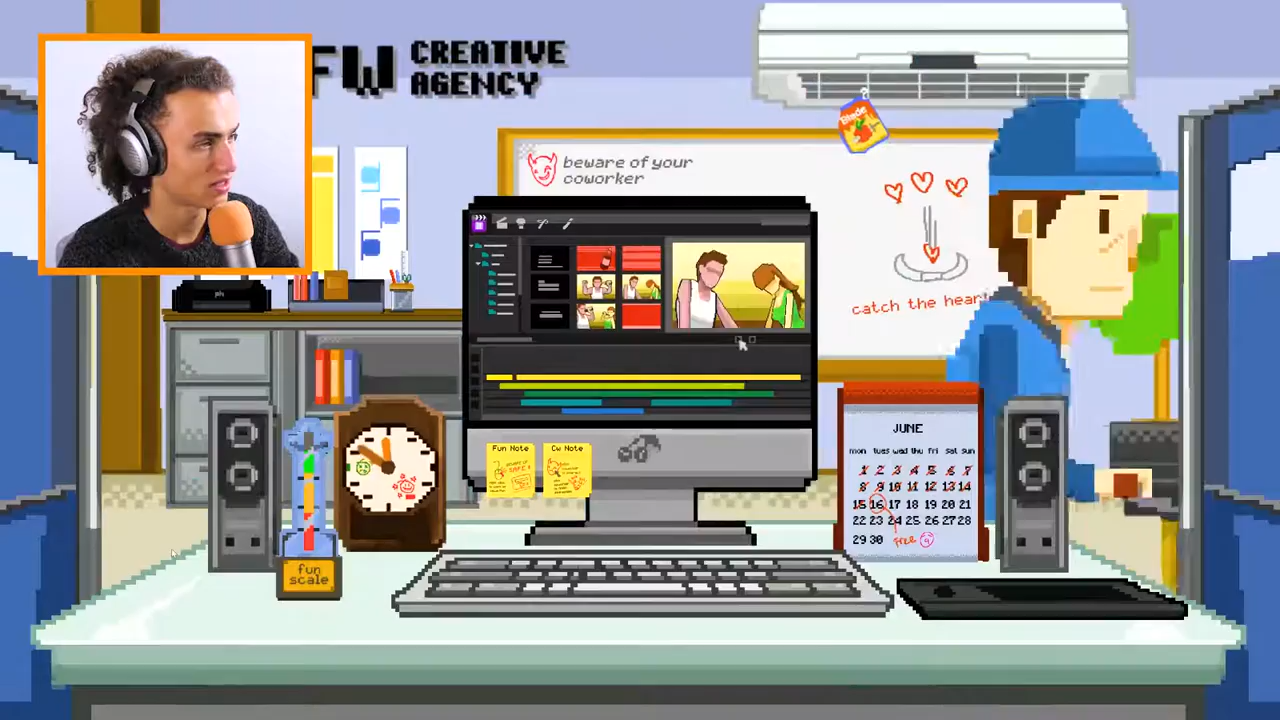 FW CREATIVE
AGENCY
Blade
beware of your
coworker
catch the hear
Fun Note
Cw Note
JUNE
mon tues wed thu fri sat sun
1 2 3 4 5 6 7
8 9 10 11 12 13 14
15 16 17 18 19 20 21
22 23 24 25 26 27 28
29 30 free
fun
scale